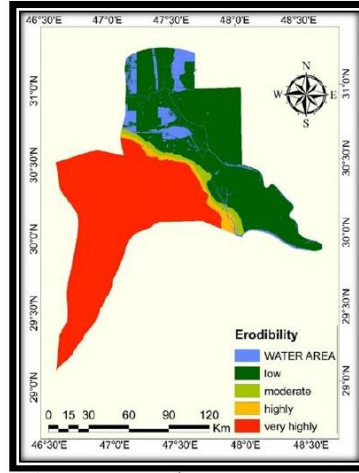 46°30'E 47°0'E 47°30'E 48°0'E 48°30'E
31°0'N
30°30'N
30°0'N
29°30'N
29°0'N
31°0'N
30°30'N
30°0'N
29°30'N
29°0'N
N
W E
S
Erodibility
WATER AREA
low
moderate
highly
very highly
0 15 30 60 90 120
Km
46°30'E 47°0'E 47°30'E 48°0'E 48°30'E